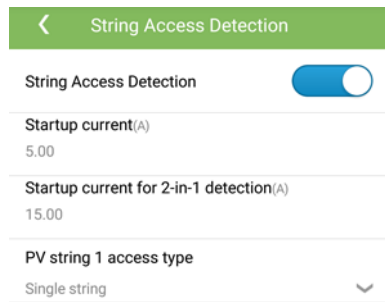 String Access Detection
String Access Detection
Startup current(A)
5.00
Startup current for 2-in-1 detection(A)
15.00
PV string 1 access type
Single string